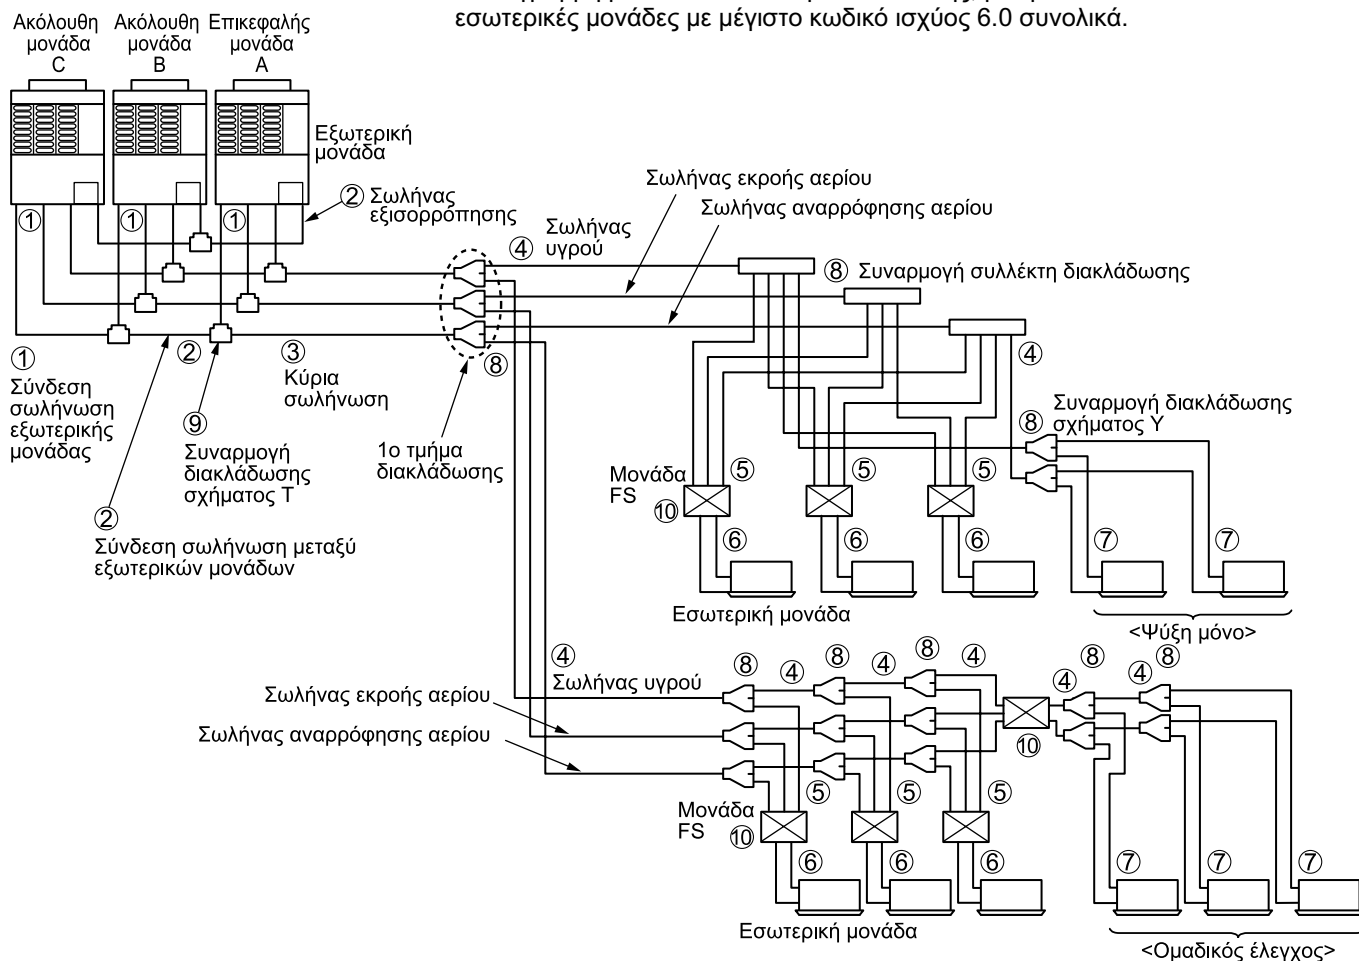 εσωτερικές μονάδες με μέγιστο κωδικό ισχύος 6.0 συνολικά.
Ακόλουθη
μονάδα
C
Ακόλουθη
μονάδα
B
Επικεφαλής
μονάδα
A
Εξωτερική
μονάδα
① ① ①
② Σωλήνας
εξισορρόπησης
Σωλήνας εκροής αερίου
Σωλήνας αναρρόφησης αερίου
④ Σωλήνας
υγρού
⑧ Συναρμογή συλλέκτη διακλάδωσης
①
Σύνδεση
σωλήνωση
εξωτερικής
μονάδας
②
⑨
Συναρμογή
διακλάδωσης
σχήματος T
③
Κύρια
σωλήνωση
⑧
1ο τμήμα
διακλάδωσης
④
⑧ Συναρμογή διακλάδωσης
σχήματος Y
②
Σύνδεση σωλήνωση μεταξύ
εξωτερικών μονάδων
Μονάδα
FS
⑩
⑤ ⑤ ⑤
⑥ ⑥ ⑥ ⑦ ⑦
Εσωτερική μονάδα
<Ψύξη μόνο>
④
Σωλήνας υγρού
Σωλήνας εκροής αερίου
Σωλήνας αναρρόφησης αερίου
⑧ ④ ⑧ ④ ⑧ ④ ④ ⑧ ④ ⑧
⑩
Μονάδα
FS
⑩
⑤ ⑤ ⑤
⑥ ⑥ ⑥ ⑦ ⑦ ⑦
Εσωτερική μονάδα
<Ομαδικός έλεγχος>